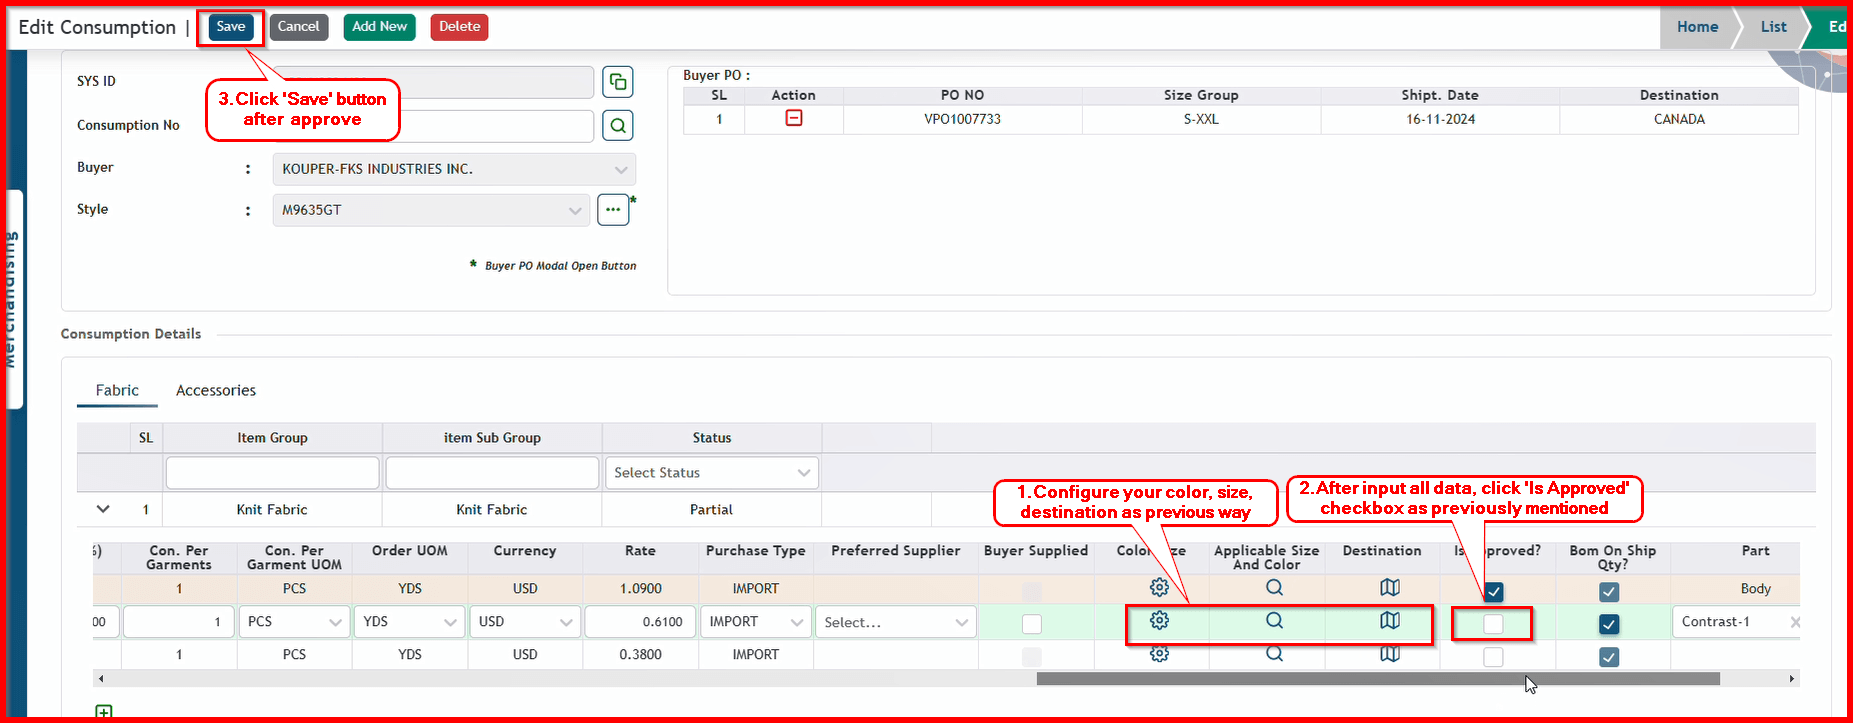 Edit Consumption |
Save
Cancel
Add New
Delete
Home
List
Ed
SYS ID
3.Click 'Save' button
after approve
Consumption No
Buyer :
KOUPER-FKS INDUSTRIES INC.
Style :
M9635GT
*
* Buyer PO Modal Open Button
Buyer PO :
SL Action PO NO Size Group Shipt. Date Destination
1 VPO1007733 S-XXL 16-11-2024 CANADA
Merchandising
Consumption Details
Fabric Accessories
SL Item Group item Sub Group Status
Select Status
1 Knit Fabric Knit Fabric Partial
1.Configure your color, size,
destination as previous way
2.After input all data, click 'Is Approved'
checkbox as previously mentioned
%) Con. Per Garments Con. Per Garment UOM Order UOM Currency Rate Purchase Type Preferred Supplier Buyer Supplied Applicable Size And Color Destination Bom On Ship Qty? Part
1 PCS YDS USD 1.0900 IMPORT Body
00 1 PCS YDS USD 0.6100 IMPORT Select... Contrast-1
1 PCS YDS USD 0.3800 IMPORT